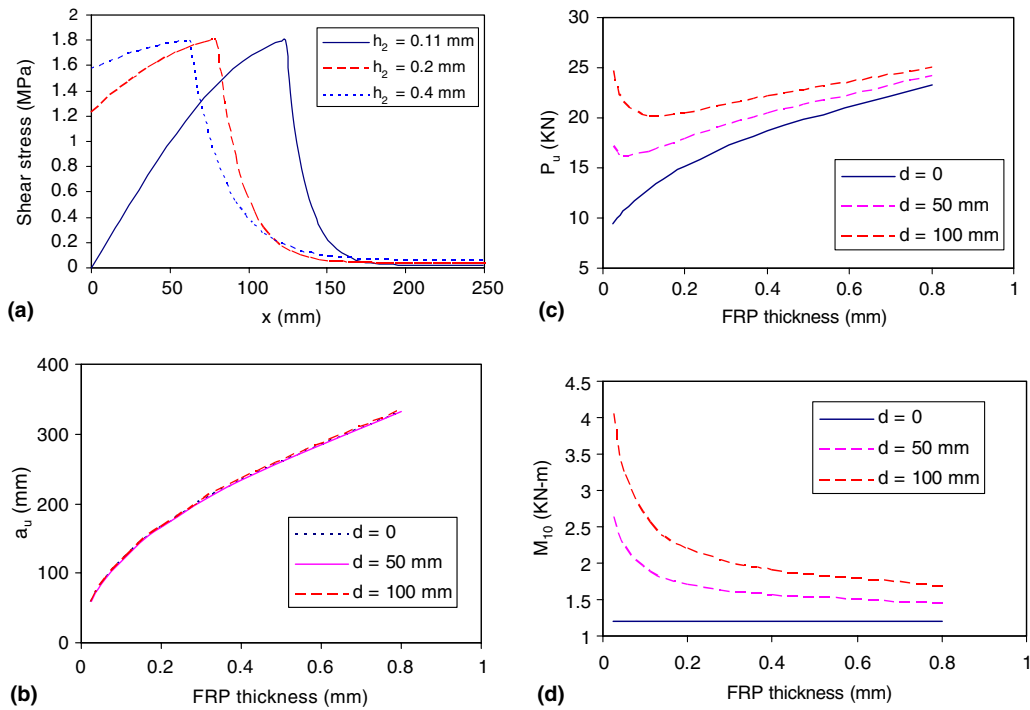 (a)
2
1.8
1.6
1.4
1.2
1
0.8
0.6
0.4
0.2
0
Shear stress (MPa)
0 50 100 150 200 250
x (mm)
h2 = 0.11 mm
h2 = 0.2 mm
h2 = 0.4 mm
(c)
30
25
20
15
10
5
Pu (KN)
0 0.2 0.4 0.6 0.8 1
FRP thickness (mm)
d = 0
d = 50 mm
d = 100 mm
(b)
400
300
200
100
0
au (mm)
0 0.2 0.4 0.6 0.8 1
FRP thickness (mm)
d = 0
d = 50 mm
d = 100 mm
(d)
4.5
4
3.5
3
2.5
2
1.5
1
M10 (KN-m)
0 0.2 0.4 0.6 0.8 1
FRP thickness (mm)
d = 0
d = 50 mm
d = 100 mm